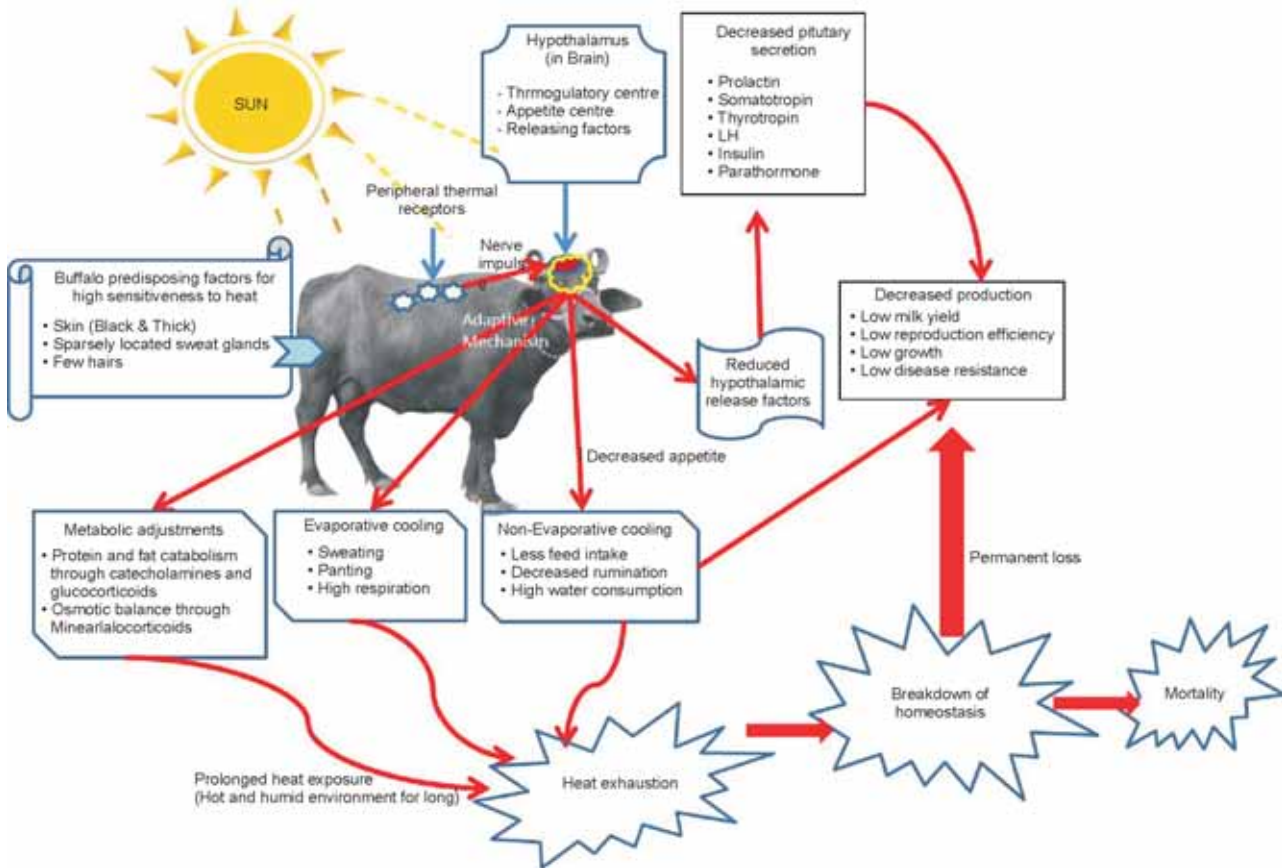 SUN
Hypothalamus
(in Brain)
- Thrmogulatory centre
- Appetite centre
- Releasing factors
Decreased pitutary
secretion
• Prolactin
• Somatotropin
• Thyrotropin
• LH
• Insulin
• Parathormone
Peripheral thermal
receptors
Nerve
impuls
Buffalo predisposing factors for
high sensitiveness to heat
• Skin (Black & Thick)
• Sparsely located sweat glands
• Few hairs
Adaptive
Mechanism
Reduced
hypothalamic
release factors
Decreased production
• Low milk yield
• Low reproduction efficiency
• Low growth
• Low disease resistance
Decreased appetite
Metabolic adjustments
• Protein and fat catabolism
through catecholamines and
glucocorticoids
• Osmotic balance through
Minearlalocorticoids
Evaporative cooling
• Sweating
• Panting
• High respiration
Non-Evaporative cooling
• Less feed intake
• Decreased rumination
• High water consumption
Permanent loss
Breakdown of
homeostasis
Mortality
Prolonged heat exposure
(Hot and humid environment for long)
Heat exhaustion